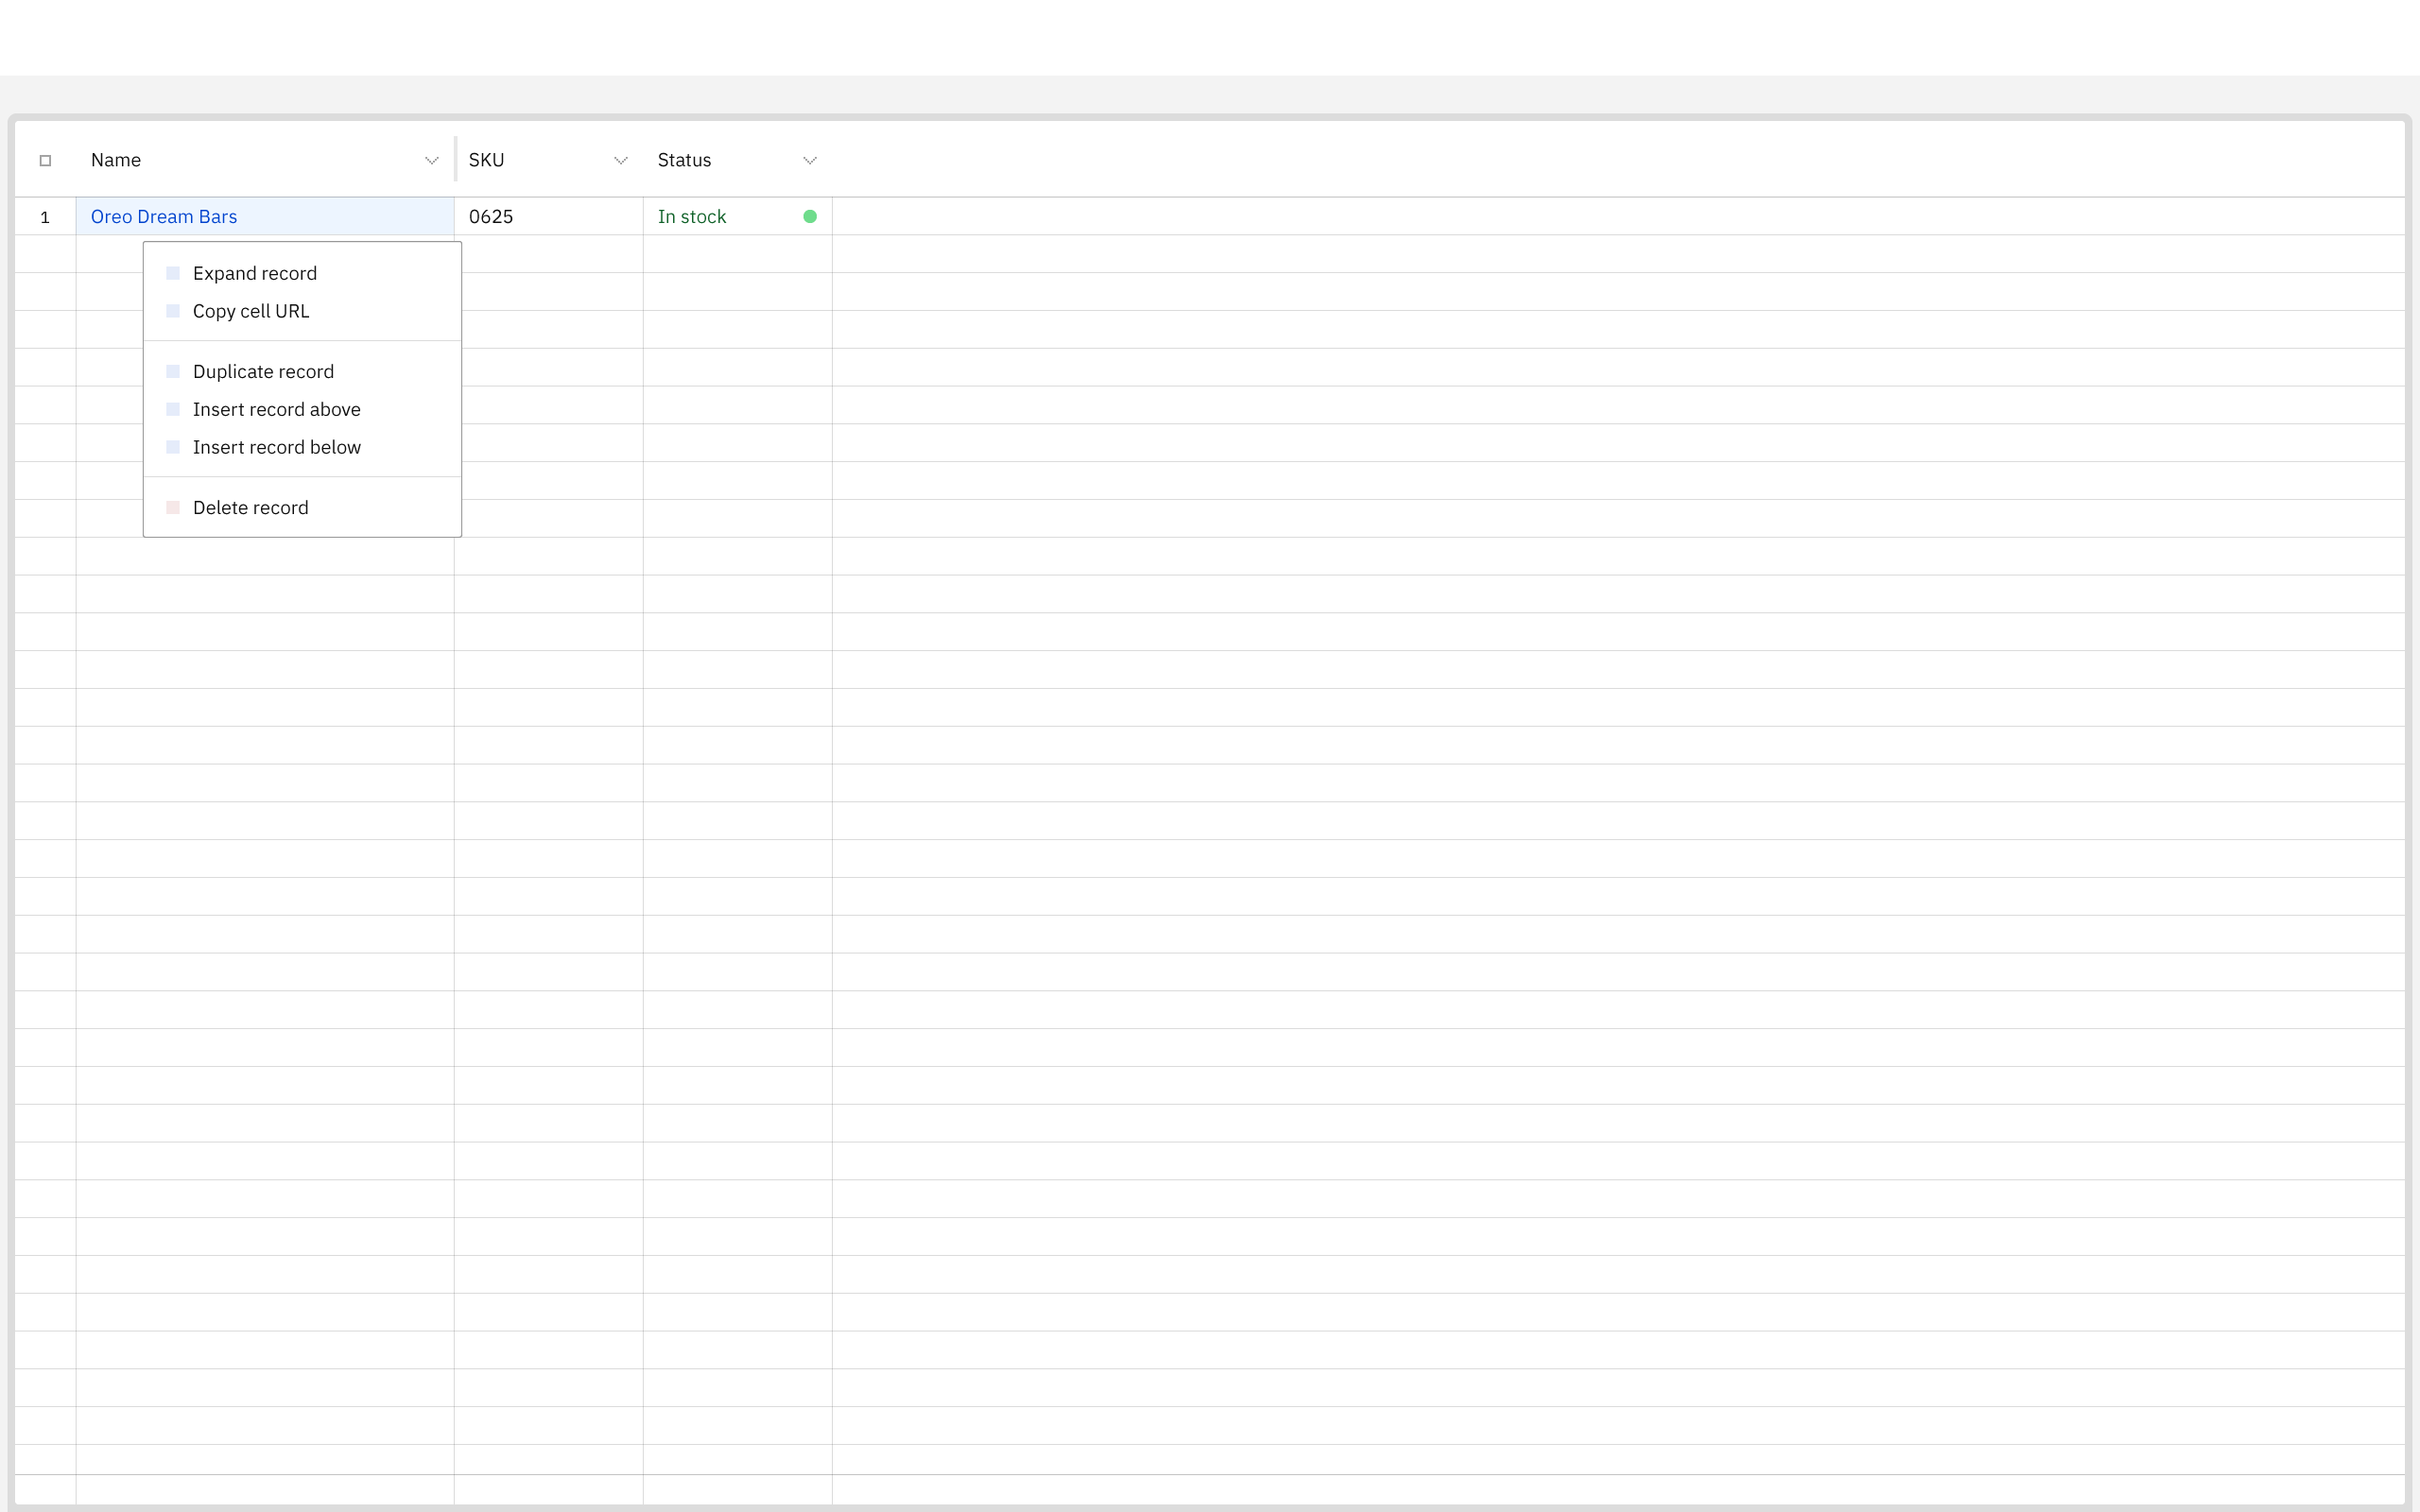 Name SKU Status
1 Oreo Dream Bars 0625 In stock
Expand record
Copy cell URL
Duplicate record
Insert record above
Insert record below
Delete record